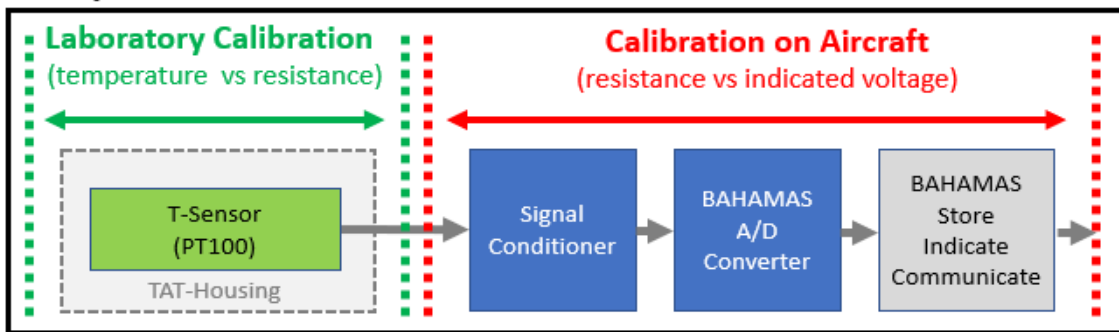 Laboratory Calibration
(temperature vs resistance)
Calibration on Aircraft
(resistance vs indicated voltage)
T-Sensor
(PT100)
TAT-Housing
Signal
Conditioner
BAHAMAS
A/D
Converter
BAHAMAS
Store
Indicate
Communicate